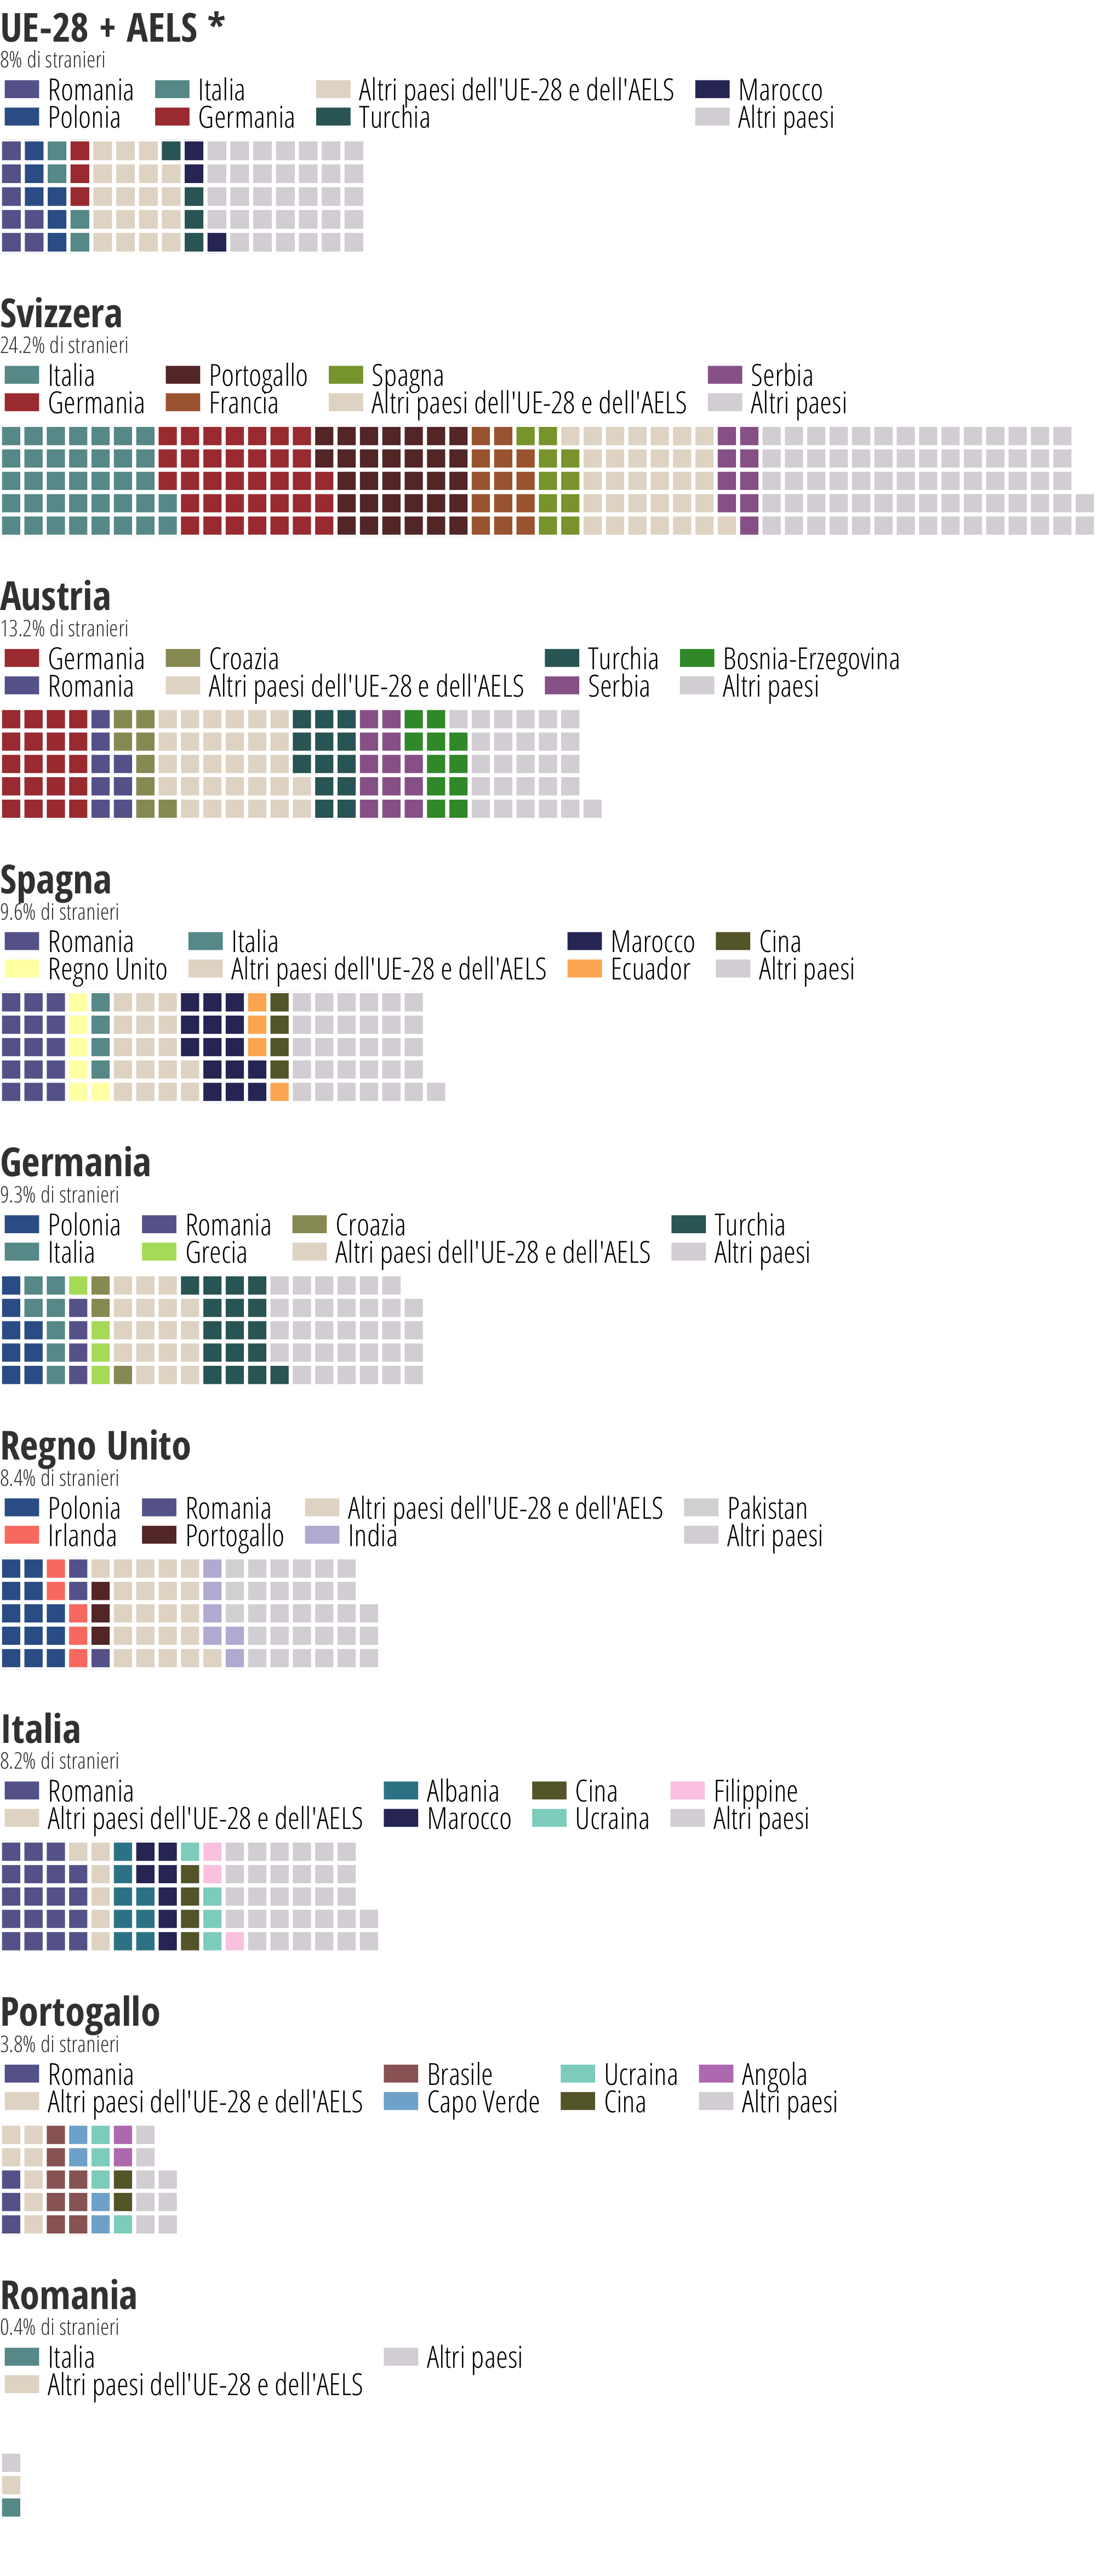 UE-28 + AELS *
8% di stranieri
Romania Italia Altri paesi dell'UE-28 e dell'AELS Marocco
Polonia Germania Turchia Altri paesi
Svizzera
24.2% di stranieri
Italia Portogallo Spagna Serbia
Germania Francia Altri paesi dell'UE-28 e dell'AELS Altri paesi
Austria
13.2% di stranieri
Germania Croazia Turchia Bosnia-Erzegovina
Romania Altri paesi dell'UE-28 e dell'AELS Serbia Altri paesi
Spagna
9.6% di stranieri
Romania Italia Marocco Cina
Regno Unito Altri paesi dell'UE-28 e dell'AELS Ecuador Altri paesi
Germania
9.3% di stranieri
Polonia Romania Croazia Turchia
Italia Grecia Altri paesi dell'UE-28 e dell'AELS Altri paesi
Regno Unito
8.4% di stranieri
Polonia Romania Altri paesi dell'UE-28 e dell'AELS Pakistan
Irlanda Portogallo India Altri paesi
Italia
8.2% di stranieri
Romania Albania Cina Filippine
Altri paesi dell'UE-28 e dell'AELS Marocco Ucraina Altri paesi
Portogallo
3.8% di stranieri
Romania Brasile Ucraina Angola
Altri paesi dell'UE-28 e dell'AELS Capo Verde Cina Altri paesi
Romania
0.4% di stranieri
Italia Altri paesi
Altri paesi dell'UE-28 e dell'AELS